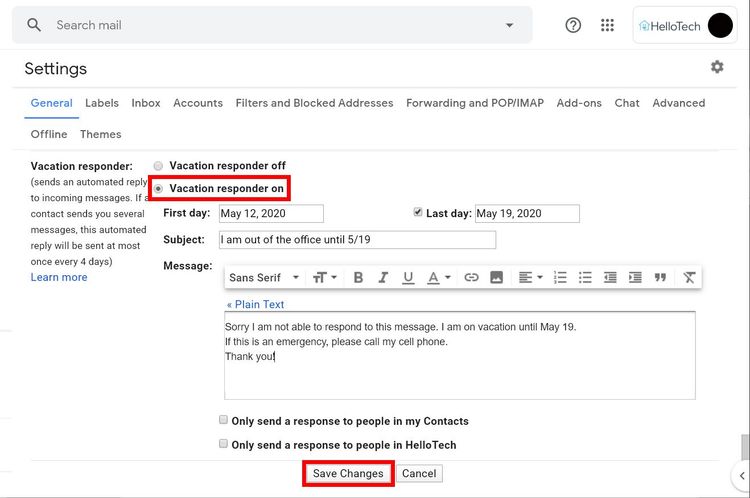 Search mail
HelloTech
Settings
General Labels Inbox Accounts Filters and Blocked Addresses Forwarding and POP/IMAP Add-ons Chat Advanced
Offline Themes
Vacation responder:
(sends an automated reply
to incoming messages. If a
contact sends you several
messages, this automated
reply will be sent at most
once every 4 days)
Learn more
Vacation responder off
Vacation responder on
First day: May 12, 2020 Last day: May 19, 2020
Subject: I am out of the office until 5/19
Message:
Sans Serif TT B I U A
« Plain Text
Sorry I am not able to respond to this message. I am on vacation until May 19.
If this is an emergency, please call my cell phone.
Thank you!
Only send a response to people in my Contacts
Only send a response to people in HelloTech
Save Changes Cancel